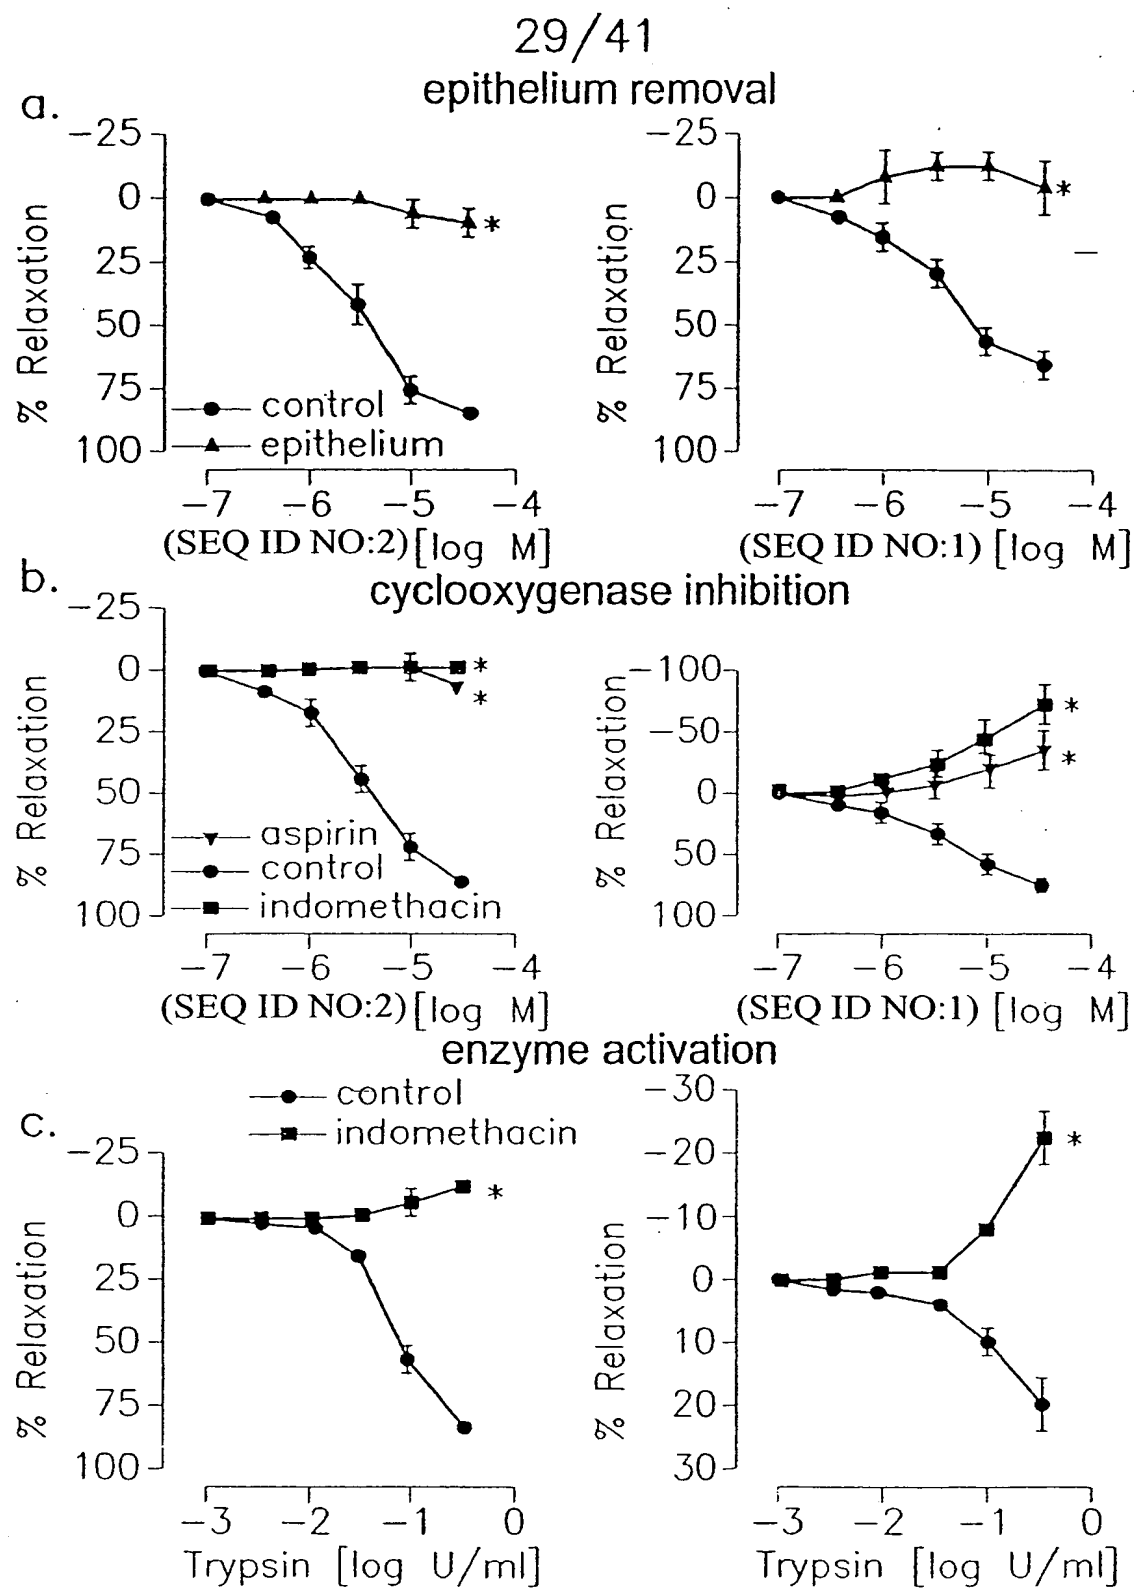 29/41
epithelium removal
a.
-25
0
25
50
75
100
% Relaxation
*
control
epithelium
-7 -6 -5 -4
(SEQ ID NO:2) [log M]
-25
0
25
50
75
100
% Relaxation
*
-7 -6 -5 -4
(SEQ ID NO:1) [log M]
b.
cyclooxygenase inhibition
-25
0
25
50
75
100
% Relaxation
*
*
aspirin
control
indomethacin
-7 -6 -5 -4
(SEQ ID NO:2) [log M]
-100
-50
0
50
100
% Relaxation
*
*
-7 -6 -5 -4
(SEQ ID NO:1) [log M]
enzyme activation
c.
control
indomethacin
-25
0
25
50
75
100
% Relaxation
*
-3 -2 -1 0
Trypsin [log U/ml]
-30
-20
-10
0
10
20
30
% Relaxation
*
-3 -2 -1 0
Trypsin [log U/ml]